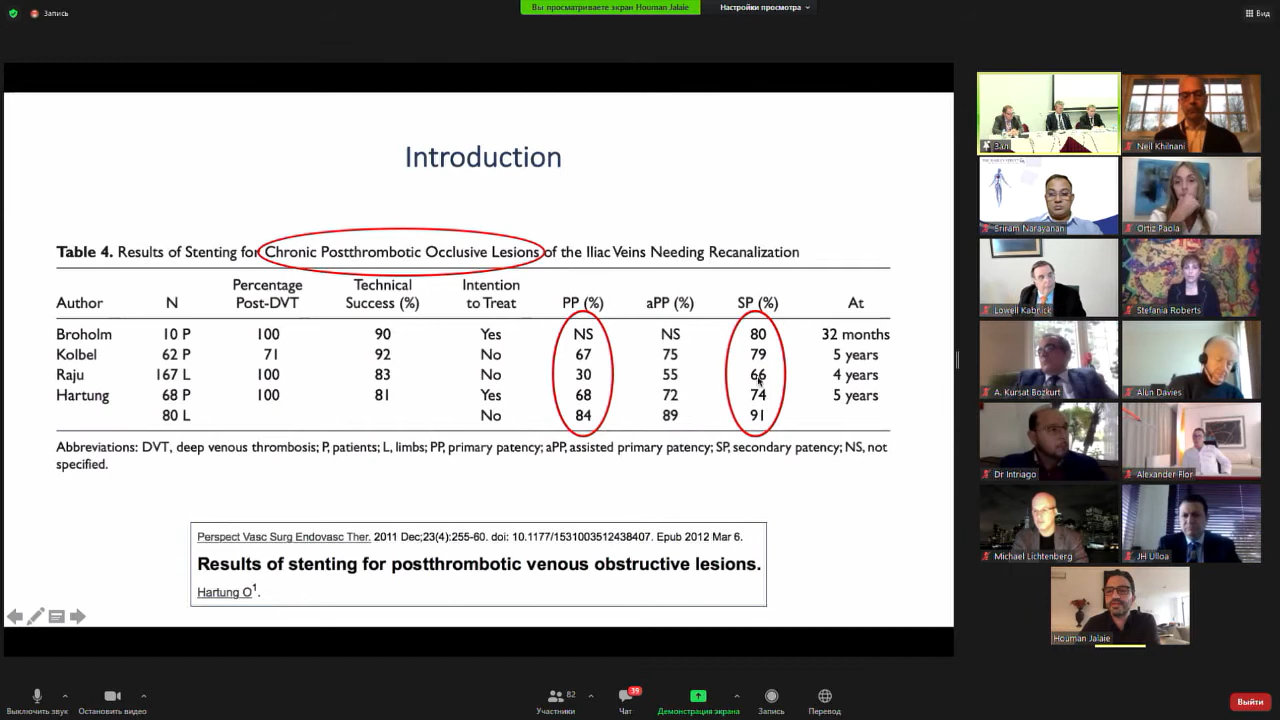 Запись
Вы просматриваете экран Houman Jalaie
Настройки просмотра
Вид
Introduction
Table 4. Results of Stenting for Chronic Postthrombotic Occlusive Lesions of the Iliac Veins Needing Recanalization
Author N Percentage Post-DVT Technical Success (%) Intention to Treat PP (%) aPP (%) SP (%) At
Broholm 10 P 100 90 Yes NS NS 80 32 months
Kolbel 62 P 71 92 No 67 75 79 5 years
Raju 167 L 100 83 No 30 55 66 4 years
Hartung 68 P 100 81 Yes 68 72 74 5 years
80 L No 84 89 91
Abbreviations: DVT, deep venous thrombosis; P, patients; L, limbs; PP, primary patency; aPP, assisted primary patency; SP, secondary patency; NS, not
specified.
Perspect Vasc Surg Endovasc Ther. 2011 Dec;23(4):255-60. doi: 10.1177/1531003512438407. Epub 2012 Mar 6.
Results of stenting for postthrombotic venous obstructive lesions.
Hartung O1.
Зал
Neil Khilnani
Sriram Narayanan
Ortiz Paola
Lowell Kabnick
Stefania Roberts
A. Kursat Bozkurt
Alun Davies
Dr Intriago
Alexander Flor
Michael Lichtenberg
JH Ulloa
Houman Jalaie
Выключить звук
Остановить видео
82
Участники
39
Чат
Демонстрация экрана
Запись
Перевод
Выйти